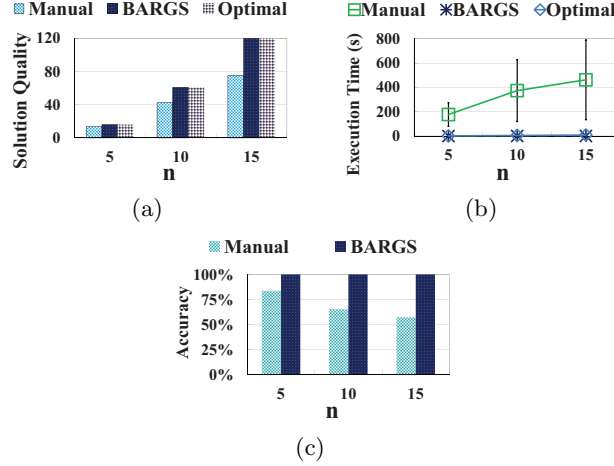 (a) (b)
Manual BARGS Optimal
Solution Quality
120
80
40
0
5 10 15
n
(a)
Manual BARGS Optimal
Execution Time (s)
800
600
400
200
0
5 10 15
n
(b)
Manual BARGS
Accuracy
100%
75%
50%
25%
0%
5 10 15
n
(c)